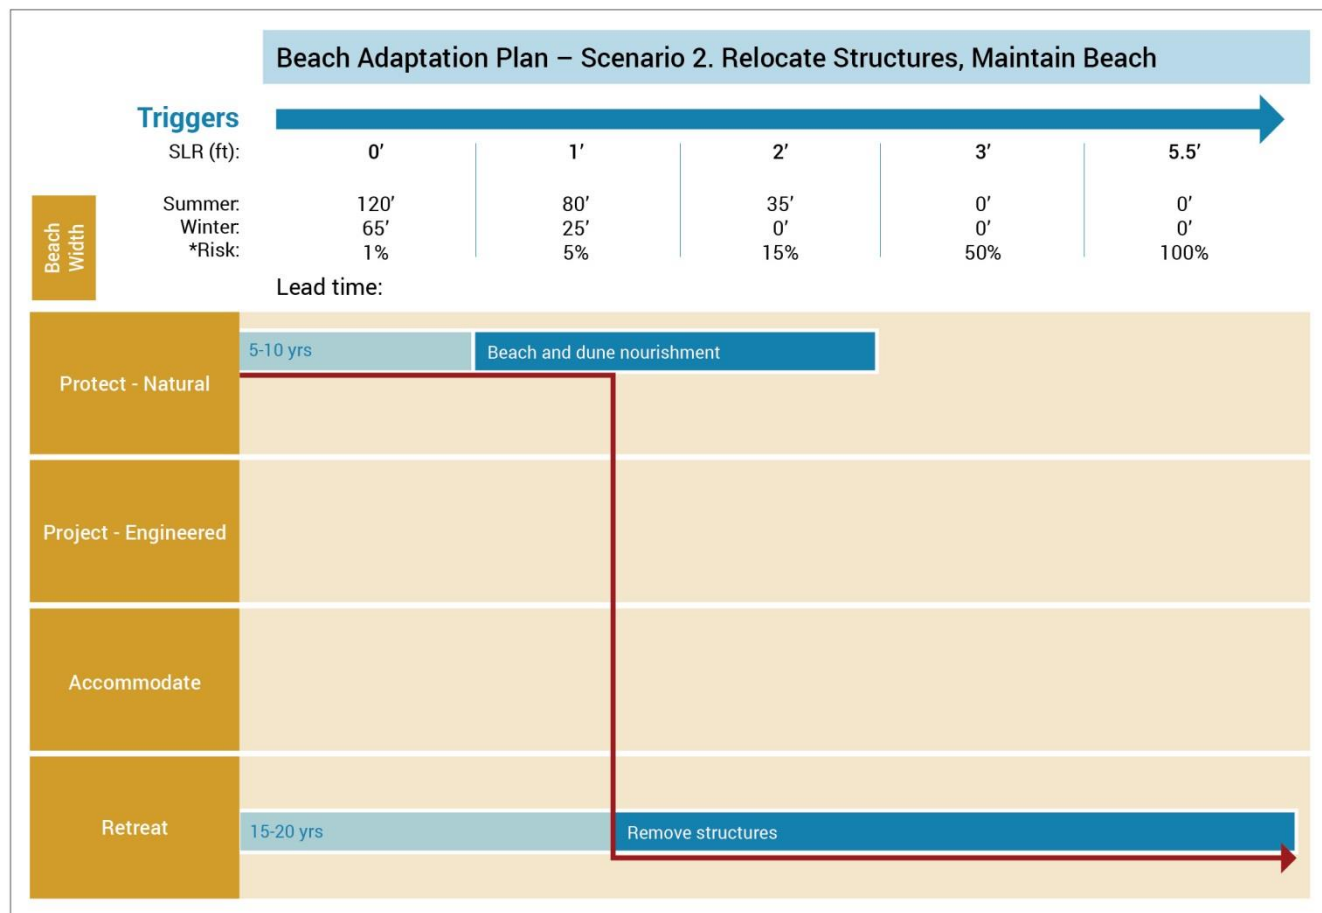 Beach Adaptation Plan – Scenario 2. Relocate Structures, Maintain Beach
Triggers
SLR (ft): 0’ 1’ 2’ 3’ 5.5’
Beach
Width
Summer: 120’ 80’ 35’ 0’ 0’
Winter: 65’ 25’ 0’ 0’ 0’
*Risk: 1% 5% 15% 50% 100%
Lead time:
Protect - Natural
5-10 yrs
Beach and dune nourishment
Project - Engineered
Accommodate
Retreat
15-20 yrs
Remove structures